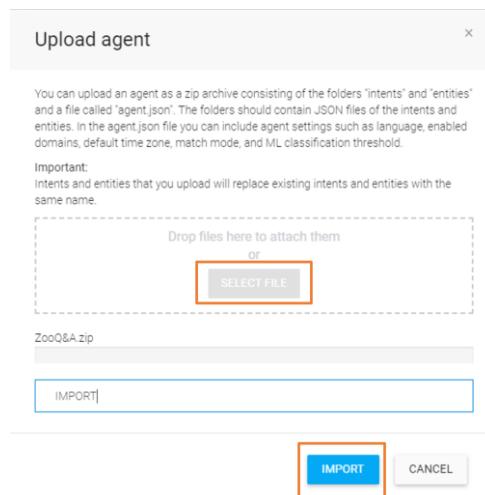 Upload agent
×
You can upload an agent as a zip archive consisting of the folders "intents" and "entities"
and a file called "agent.json". The folders should contain JSON files of the intents and
entities. In the agent.json file you can include agent settings such as language, enabled
domains, default time zone, match mode, and ML classification threshold.
Important:
Intents and entities that you upload will replace existing intents and entities with the
same name.
Drop files here to attach them
or
SELECT FILE
ZooQ&A.zip
IMPORT
IMPORT CANCEL